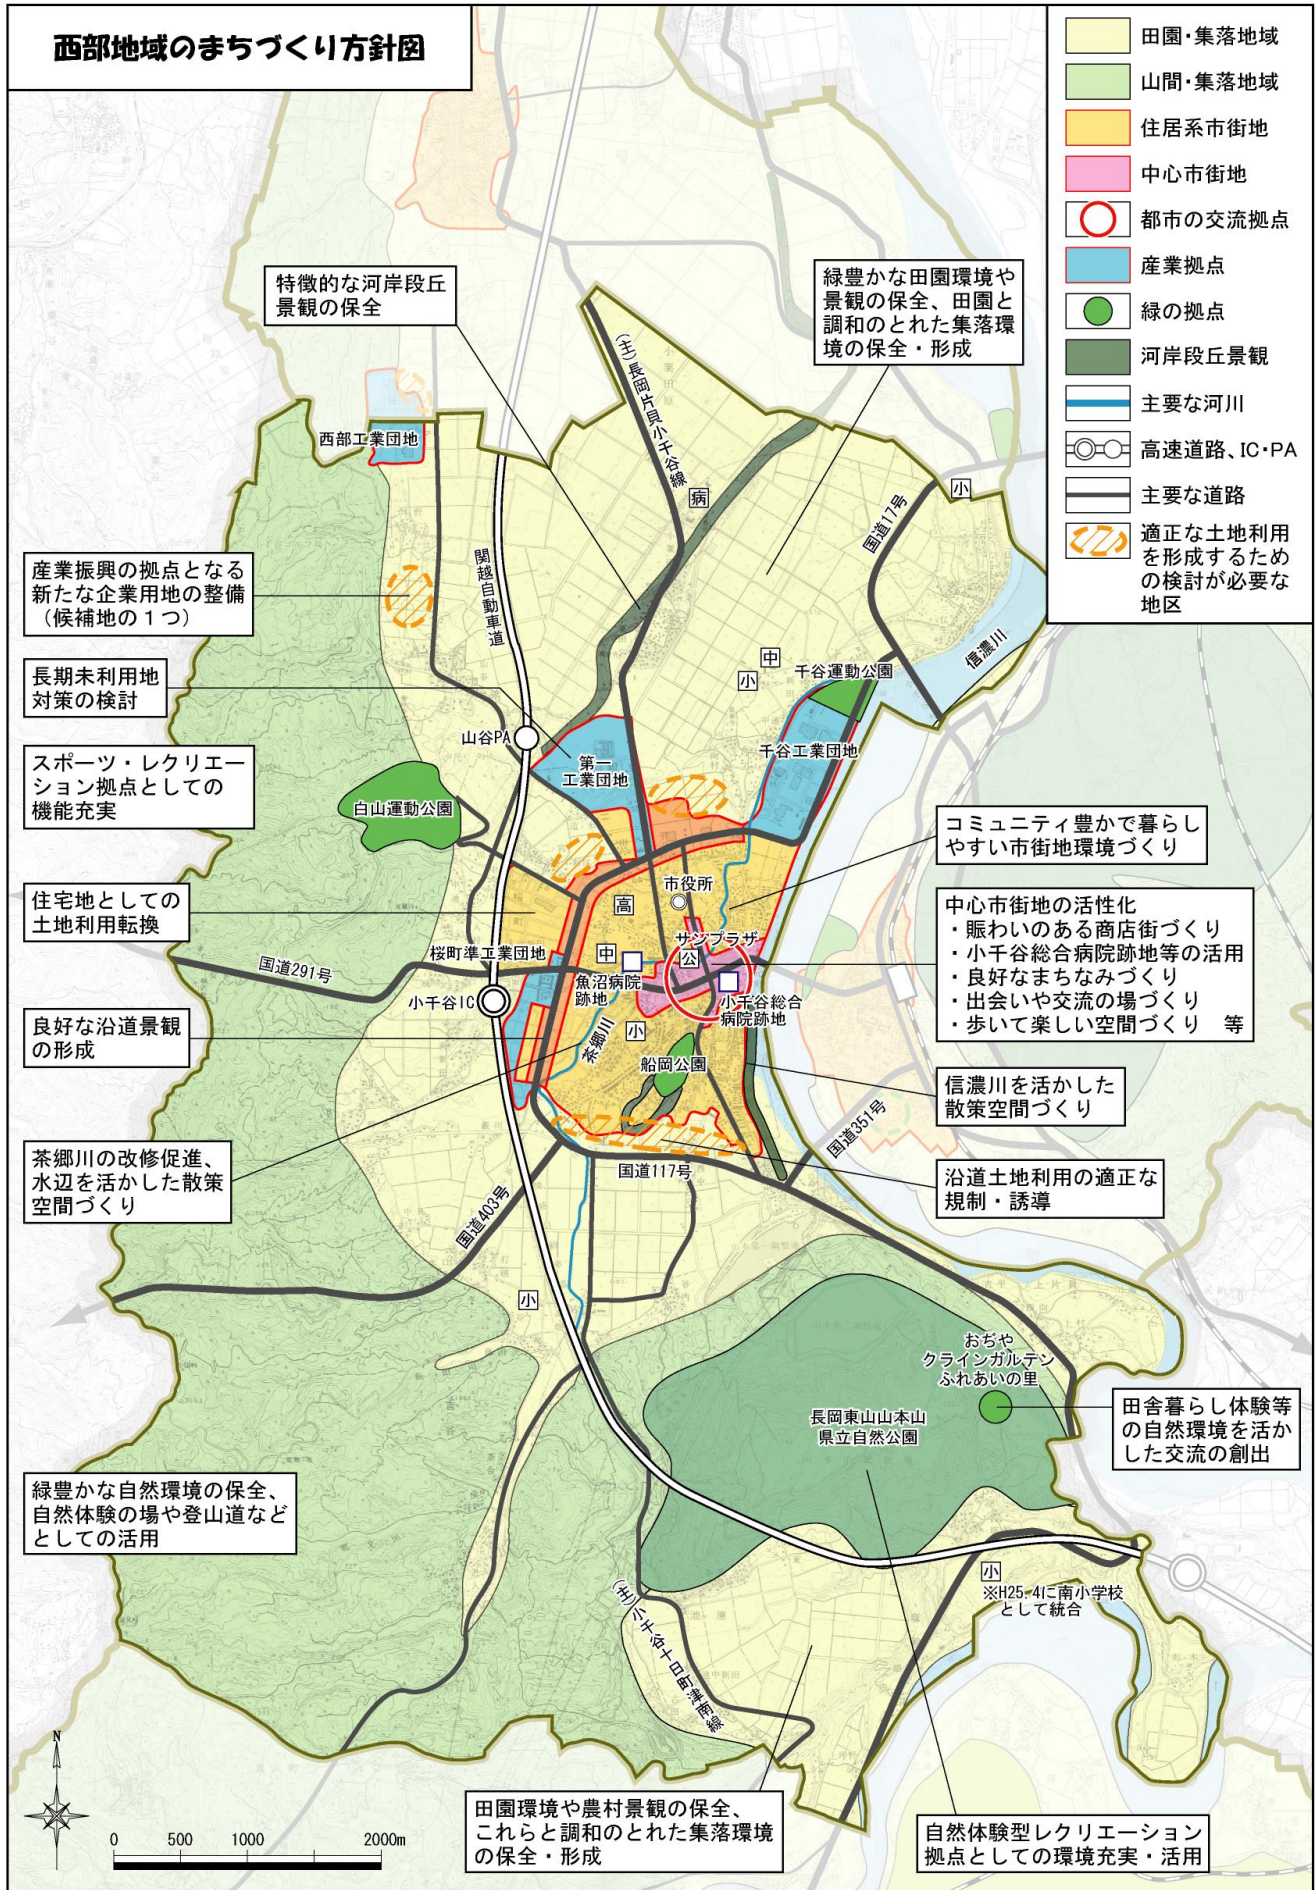 西部地域のまちづくり方針図
田園・集落地域
山間・集落地域
住居系市街地
中心市街地
都市の交流拠点
産業拠点
緑の拠点
河岸段丘景観
主要な河川
高速道路、IC・PA
主要な道路
適正な土地利用
を形成するため
の検討が必要な
地区
特徴的な河岸段丘
景観の保全
緑豊かな田園環境や
景観の保全、田園と
調和のとれた集落環
境の保全・形成
(主)長岡片貝小千谷線
西部工業団地
病
小
国道17号
関越自動車道
産業振興の拠点となる
新たな企業用地の整備
(候補地の1つ)
信濃川
長期未利用地
対策の検討
中
小
千谷運動公園
山谷PA
第一
工業団地
千谷工業団地
スポーツ・レクリエー
ション拠点としての
機能充実
白山運動公園
コミュニティ豊かで暮らし
やすい市街地環境づくり
住宅地としての
土地利用転換
市役所
高
中心市街地の活性化
・賑わいのある商店街づくり
・小千谷総合病院跡地等の活用
・良好なまちなみづくり
・出会いや交流の場づくり
・歩いて楽しい空間づくり 等
サンプラザ
公
桜町準工業団地
中
国道291号
魚沼病院
跡地
小千谷総合
病院跡地
小千谷IC
良好な沿道景観
の形成
小
茶郷川
船岡公園
信濃川を活かした
散策空間づくり
国道351号
茶郷川の改修促進、
水辺を活かした散策
空間づくり
国道117号
沿道土地利用の適正な
規制・誘導
国道403号
小
おぢや
クラインガルテン
ふれあいの里
長岡東山山本山
県立自然公園
田舎暮らし体験等
の自然環境を活か
した交流の創出
緑豊かな自然環境の保全、
自然体験の場や登山道など
としての活用
小
※H25.4に南小学校
として統合
(主)小千谷十日町津南線
N
0 500 1000 2000m
田園環境や農村景観の保全、
これらと調和のとれた集落環境
の保全・形成
自然体験型レクリエーション
拠点としての環境充実・活用